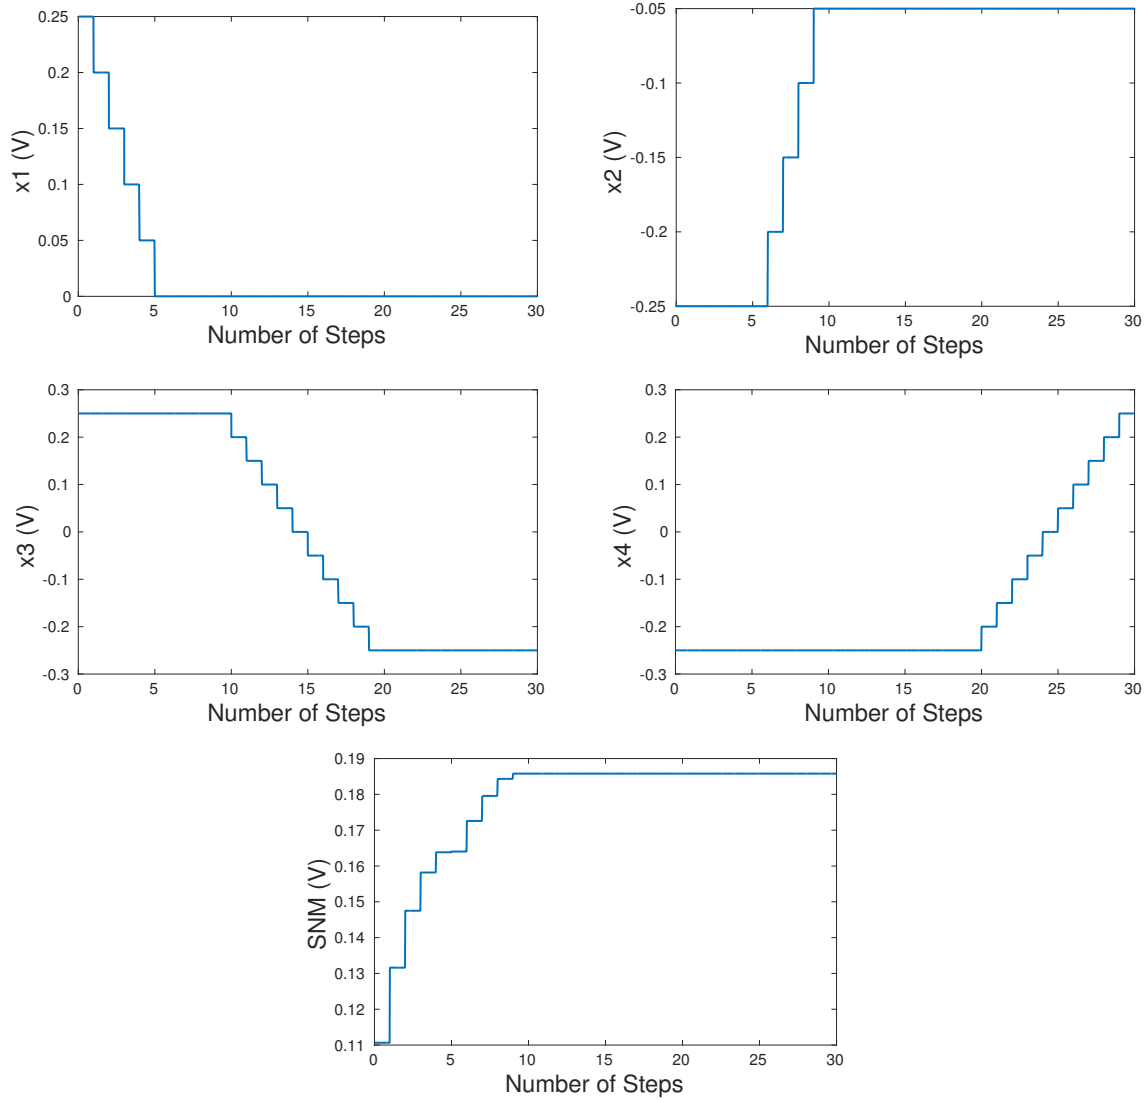 0.25
0.2
0.15
0.1
0.05
0
x1 (V)
0 5 10 15 20 25 30
Number of Steps
-0.05
-0.1
-0.15
-0.2
-0.25
x2 (V)
0 5 10 15 20 25 30
Number of Steps
0.3
0.2
0.1
0
-0.1
-0.2
-0.3
x3 (V)
0 5 10 15 20 25 30
Number of Steps
0.3
0.2
0.1
0
-0.1
-0.2
-0.3
x4 (V)
0 5 10 15 20 25 30
Number of Steps
0.19
0.18
0.17
0.16
0.15
0.14
0.13
0.12
0.11
SNM (V)
0 5 10 15 20 25 30
Number of Steps